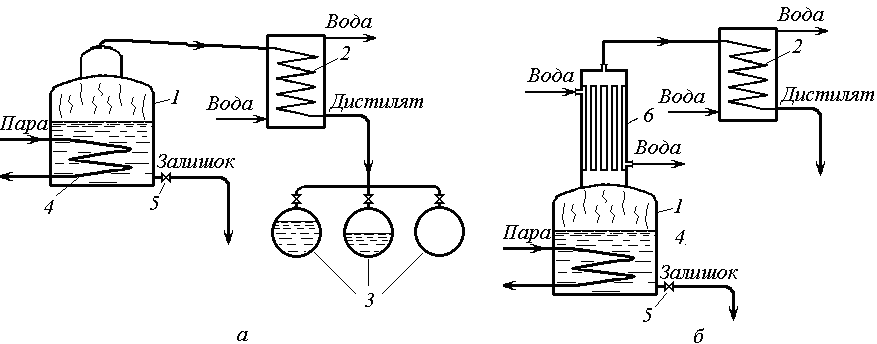 Вода
2
1
Вода
Дистилят
Пара
Залишок
4
5
3
а
Вода
2
Вода
6
Вода
Дистилят
Вода
1
Пара
4
Залишок
5
б